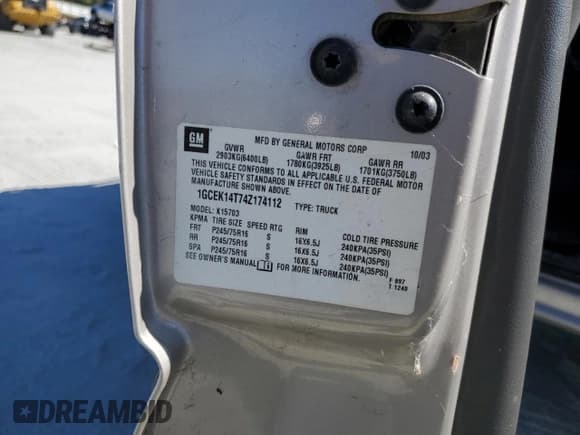 GM
MFD BY GENERAL MOTORS CORP 10/03
GVWR GAWR FRT GAWR RR
2903KG(6400LB) 1780KG(3925LB) 1701KG(3750LB)
THIS VEHICLE CONFORMS TO ALL APPLICABLE U.S. FEDERAL MOTOR
VEHICLE SAFETY STANDARDS IN EFFECT ON THE DATE OF
MANUFACTURE SHOWN ABOVE.
1GCEK14T74Z174112 TYPE: TRUCK
MODEL: K15703
KPMA TIRE SIZE SPEED RTG RIM COLD TIRE PRESSURE
FRT P245/75R16 S 16X6.5J 240KPA(35PSI)
RR P245/75R16 S 16X6.5J 240KPA(35PSI)
SPA P245/75R16 S 16X6.5J 240KPA(35PSI)
SEE OWNER'S MANUAL FOR MORE INFORMATION.
F 897
T 1240
DREAMBID